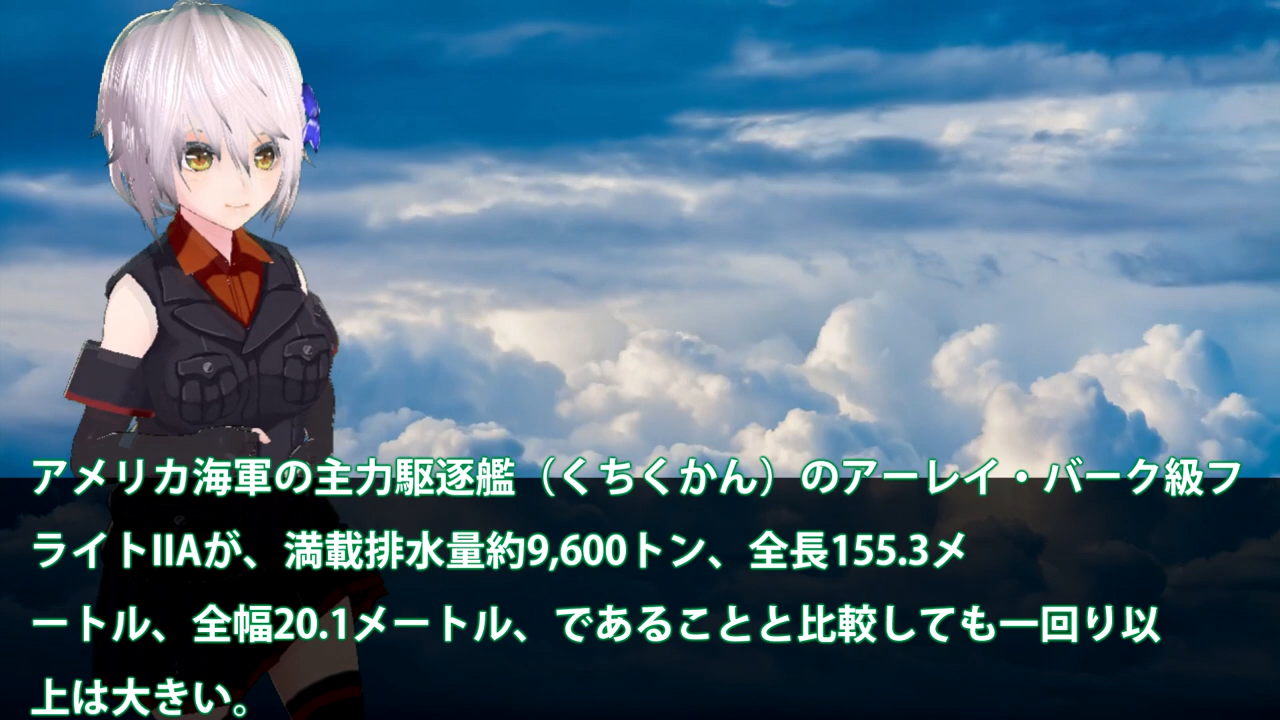 アメリカ海軍の主力駆逐艦（くちくかん）のアーレイ・バーク級フ
ライトIIAが、満載排水量約9,600トン、全長155.3メ
ートル、全幅20.1メートル、であることと比較しても一回り以
上は大きい。